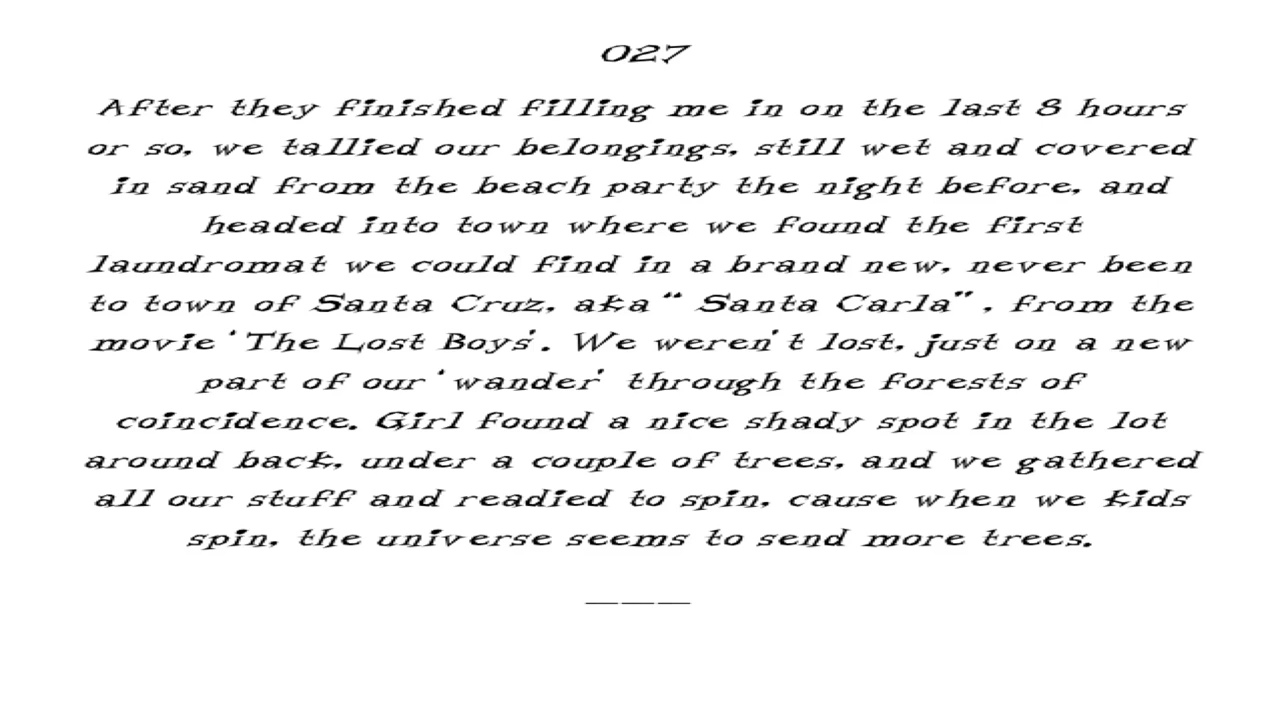 027
After they finished filling me in on the last 8 hours
or so, we tallied our belongings, still wet and covered
in sand from the beach party the night before, and
headed into town where we found the first
laundromat we could find in a brand new, never been
to town of Santa Cruz, aka " Santa Carla" , from the
movie 'The Lost Boys'. We weren't lost, just on a new
part of our 'wander' through the forests of
coincidence. Girl found a nice shady spot in the lot
around back, under a couple of trees, and we gathered
all our stuff and readied to spin, cause when we kids
spin, the universe seems to send more trees.
———